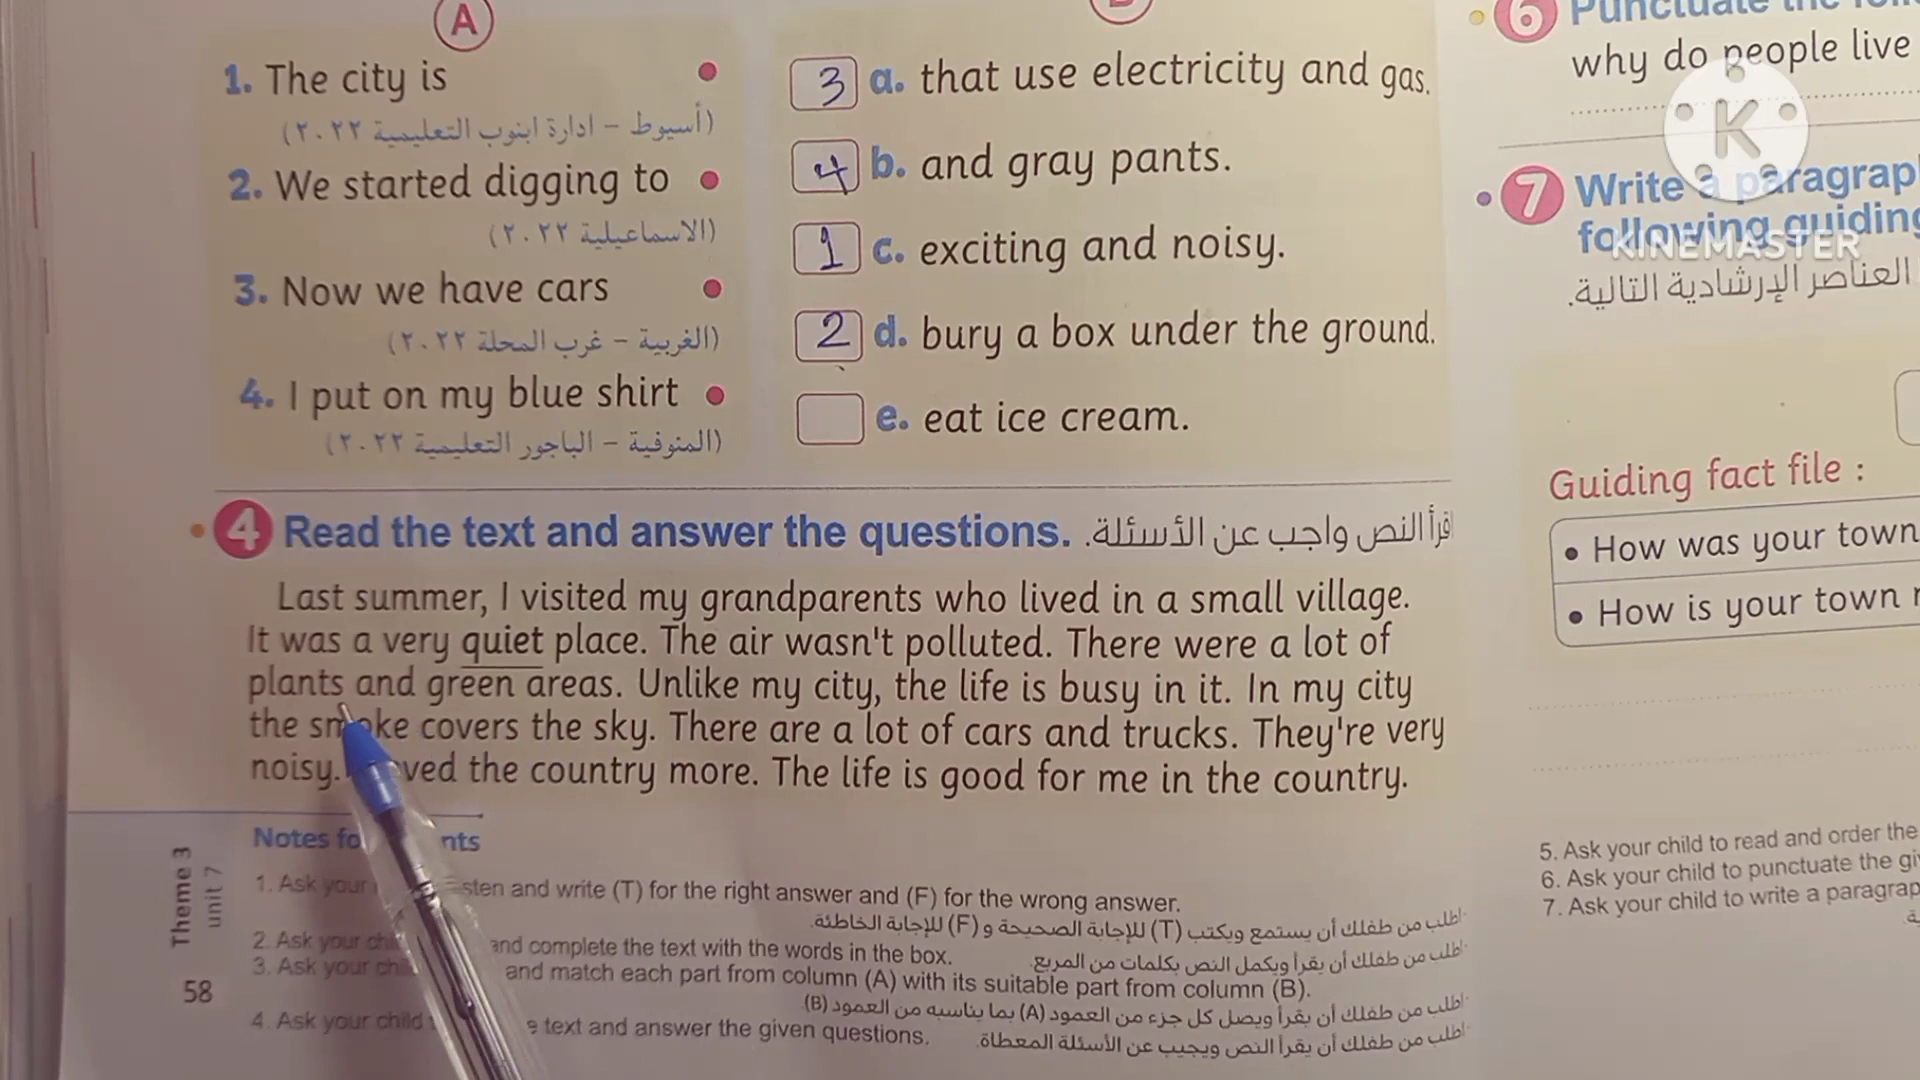 A
1. The city is
(أسيوط – ادارة ابنوب التعليمية ٢٠٢٢)
2. We started digging to
(الاسماعيلية ٢٠٢٢)
3. Now we have cars
(الغربية – غرب المحلة ٢٠٢٢)
4. I put on my blue shirt
(المنوفية – الباجور التعليمية ٢٠٢٢)
3 a. that use electricity and gas.
4 b. and gray pants.
1 c. exciting and noisy.
2 d. bury a box under the ground.
e. eat ice cream.
4 Read the text and answer the questions. اقرأ النص واجب عن الأسئلة.
Last summer, I visited my grandparents who lived in a small village.
It was a very quiet place. The air wasn't polluted. There were a lot of
plants and green areas. Unlike my city, the life is busy in it. In my city
the smoke covers the sky. There are a lot of cars and trucks. They're very
noisy. the country more. The life is good for me in the country.
Notes
1. Ask your and write (T) for the right answer and (F) for the wrong answer.
اطلب من طفلك أن يستمع ويكتب (T) للإجابة الصحيحة و (F) للإجابة الخاطئة.
2. Ask your and complete the text with the words in the box.
اطلب من طفلك أن يقرأ ويكمل النص بكلمات من المربع.
3. Ask your and match each part from column (A) with its suitable part from column (B).
اطلب من طفلك أن يقرأ ويصل كل جزء من العمود (A) بما يناسبه من العمود (B)
4. Ask your child text and answer the given questions.
اطلب من طفلك أن يقرأ النص ويجيب عن الأسئلة المعطاة.
Theme 3
unit 7
58
6 Punctuate the
why do people live
7 Write a paragrap
following guiding
العناصر الإرشادية التالية.
K
KINEMASTER
Guiding fact file :
• How was your town
• How is your town
5. Ask your child to read and order the
6. Ask your child to punctuate the
7. Ask your child to write a paragrap